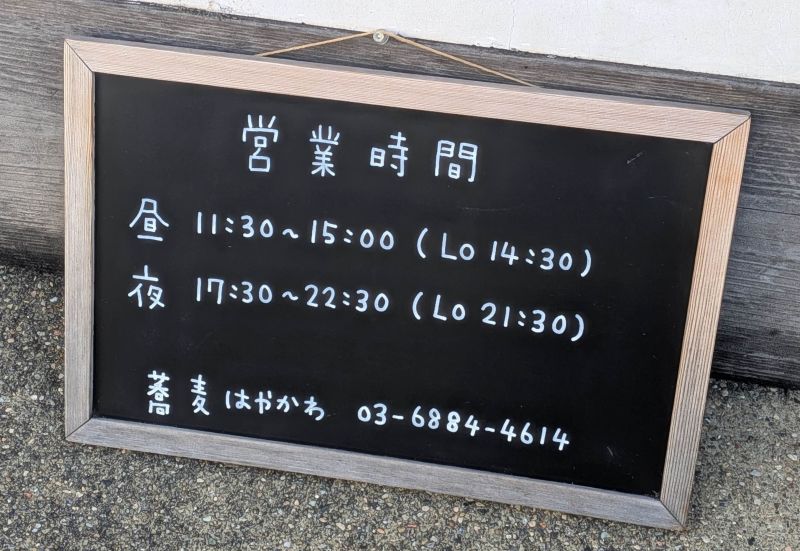 営業時間
昼 11:30~15:00 (Lo 14:30)
夜 17:30~22:30 (Lo 21:30)
蕎麦 はやかわ 03-6884-4614